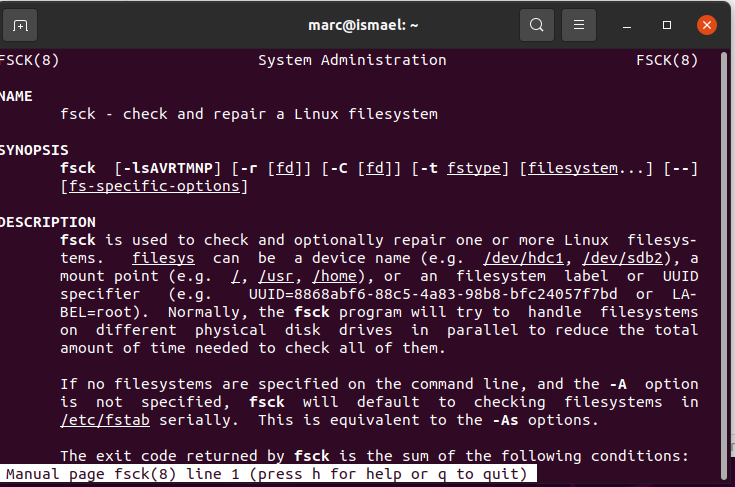 marc@ismael: ~
FSCK(8) System Administration FSCK(8)
NAME
fsck - check and repair a Linux filesystem
SYNOPSIS
fsck [-lsAVRTMNP] [-r [fd]] [-C [fd]] [-t fstype] [filesystem...] [--]
[fs-specific-options]
DESCRIPTION
fsck is used to check and optionally repair one or more Linux filesys-
tems. filesys can be a device name (e.g. /dev/hdc1, /dev/sdb2), a
mount point (e.g. /, /usr, /home), or an filesystem label or UUID
specifier (e.g. UUID=8868abf6-88c5-4a83-98b8-bfc24057f7bd or LA-
BEL=root). Normally, the fsck program will try to handle filesystems
on different physical disk drives in parallel to reduce the total
amount of time needed to check all of them.
If no filesystems are specified on the command line, and the -A option
is not specified, fsck will default to checking filesystems in
/etc/fstab serially. This is equivalent to the -As options.
The exit code returned by fsck is the sum of the following conditions:
Manual page fsck(8) line 1 (press h for help or q to quit)